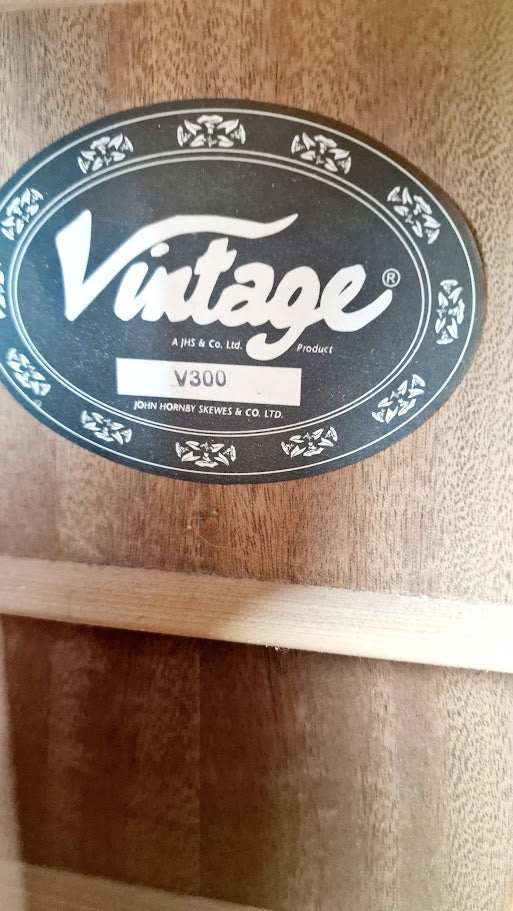 Vintage®
A JHS & Co. Ltd. Product
V300
JOHN HORNBY SKEWES & CO. LTD.